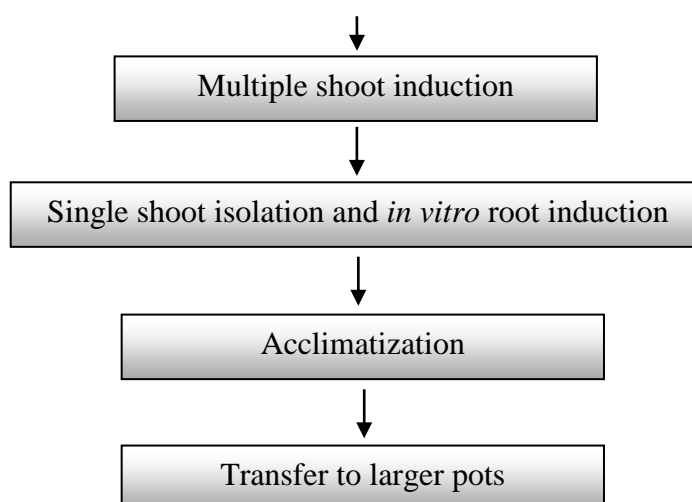 Multiple shoot induction
Single shoot isolation and in vitro root induction
Acclimatization
Transfer to larger pots